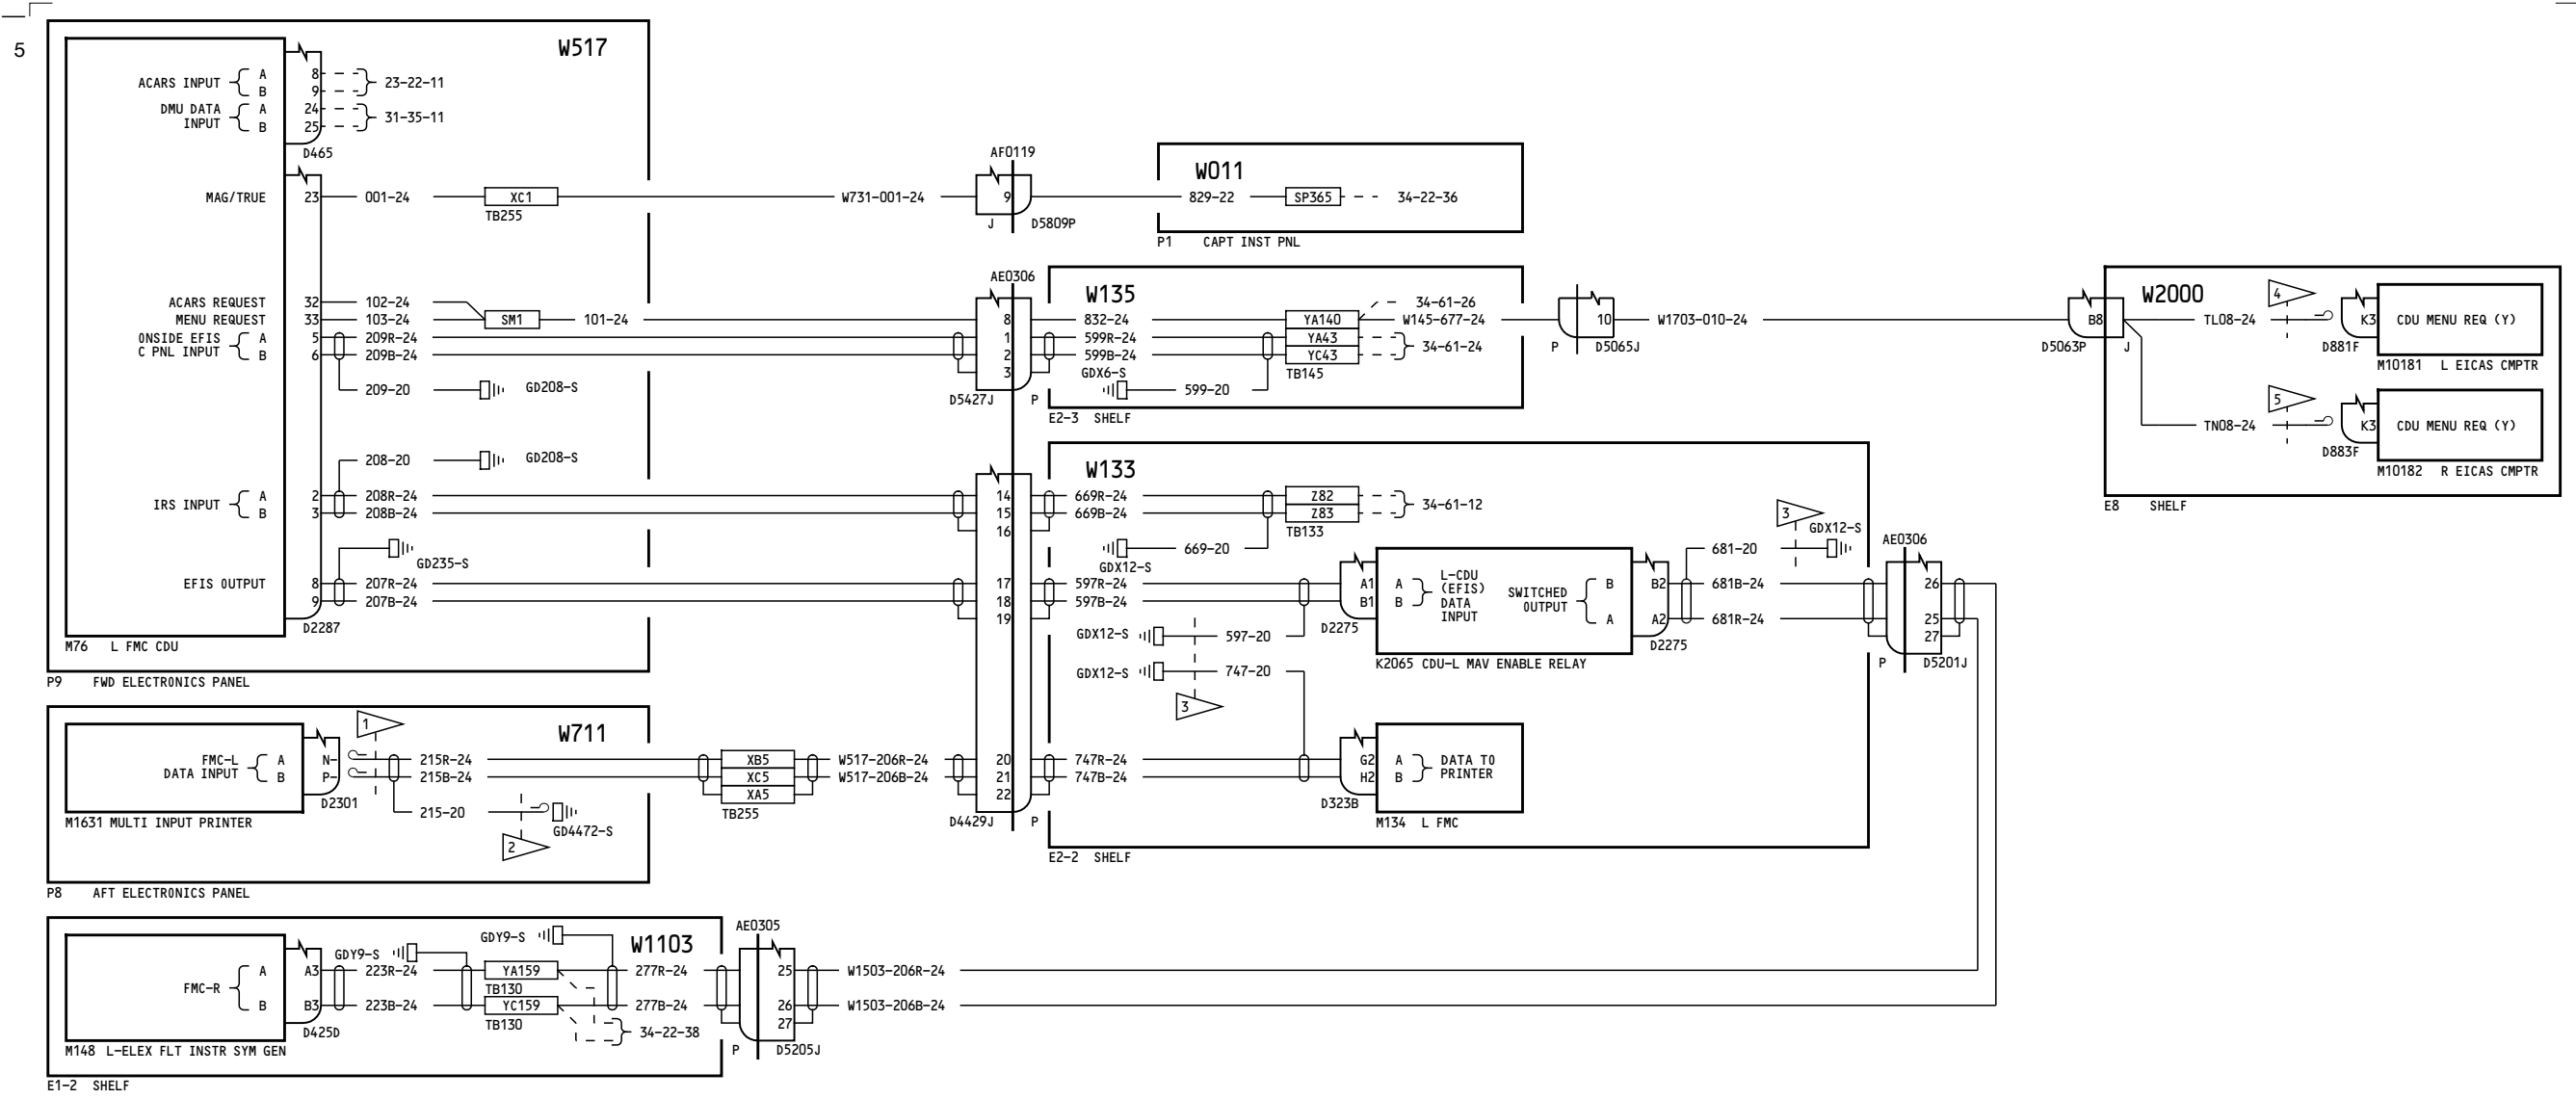 5
W517
ACARS INPUT A 8 23-22-11
B 9
DMU DATA INPUT A 24 31-35-11
B 25
D465
MAG/TRUE 23 001-24 XC1 W731-001-24 9
TB255
AF0119
J D5809P
W011
829-22 SP365 34-22-36
P1 CAPT INST PNL
ACARS REQUEST 32 102-24
MENU REQUEST 33 103-24 SM1 101-24
ONSIDE EFIS C PNL INPUT A 5 209R-24
B 6 209B-24
209-20 GD208-S
208-20 GD208-S
IRS INPUT A 2 208R-24
B 3 208B-24
GD235-S
EFIS OUTPUT 8 207R-24
9 207B-24
D2287
M76 L FMC CDU
P9 FWD ELECTRONICS PANEL
AE0306
8
1
2
3
D5427J P
W135
34-61-26
832-24 YA140 W145-677-24
599R-24 YA43 34-61-24
599B-24 YC43
GDX6-S TB145
599-20
E2-3 SHELF
10 W1703-010-24
P D5065J
W2000
B8 TL08-24 4 K3 CDU MENU REQ (Y)
D5063P J D881F
M10181 L EICAS CMPTR
5
TN08-24 K3 CDU MENU REQ (Y)
D883F
M10182 R EICAS CMPTR
E8 SHELF
W133
14 669R-24 Z82 34-61-12
15 669B-24 Z83
16 TB133
669-20
GDX12-S
17 597R-24 A1 A L-CDU (EFIS) DATA INPUT
18 597B-24 B1 B
19
GDX12-S 597-20 D2275
SWITCHED OUTPUT B B2 681B-24
A A2 681R-24
D2275
K2065 CDU-L MAV ENABLE RELAY
3
681-20 GDX12-S
AE0306
26
25
27
P D5201J
GDX12-S 747-20
3
20 747R-24 G2 A DATA TO PRINTER
21 747B-24 H2 B
22 D323B
D4429J P
M134 L FMC
E2-2 SHELF
W711
1
FMC-L DATA INPUT A N- 215R-24 XB5 W517-206R-24
B P- 215B-24 XC5 W517-206B-24
XA5
D2301 TB255
215-20 GD4472-S
2
M1631 MULTI INPUT PRINTER
P8 AFT ELECTRONICS PANEL
W1103
GDY9-S
GDY9-S
FMC-R A A3 223R-24 YA159 277R-24
TB130
B B3 223B-24 YC159 277B-24
TB130
D425D 34-22-38
M148 L-ELEX FLT INSTR SYM GEN
E1-2 SHELF
AE0305
25 W1503-206R-24
26 W1503-206B-24
27
P D5205J